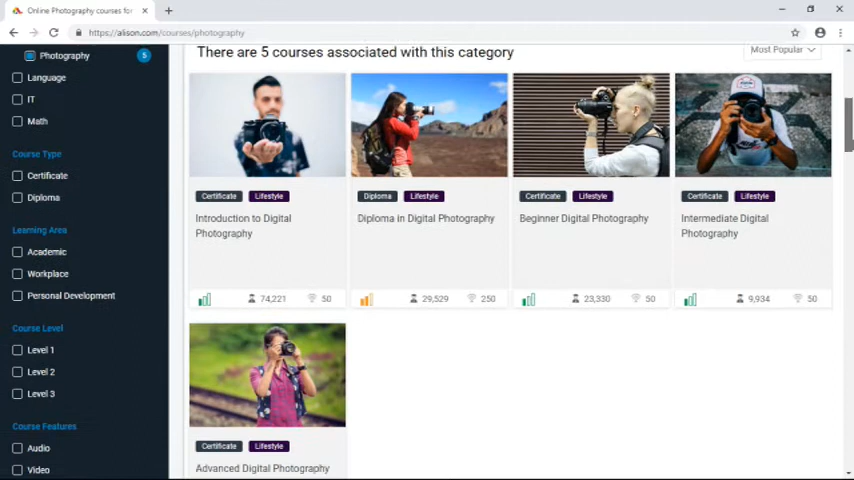 Online Photography courses for
https://alison.com/courses/photography
Photography 5
Language
IT
Math
Course Type
Certificate
Diploma
Learning Area
Academic
Workplace
Personal Development
Course Level
Level 1
Level 2
Level 3
Course Features
Audio
Video
There are 5 courses associated with this category
Most Popular
Certificate Lifestyle
Introduction to Digital
Photography
74,221 50
Diploma Lifestyle
Diploma in Digital Photography
29,529 250
Certificate Lifestyle
Beginner Digital Photography
23,330 50
Certificate Lifestyle
Intermediate Digital
Photography
9,934 50
Certificate Lifestyle
Advanced Digital Photography